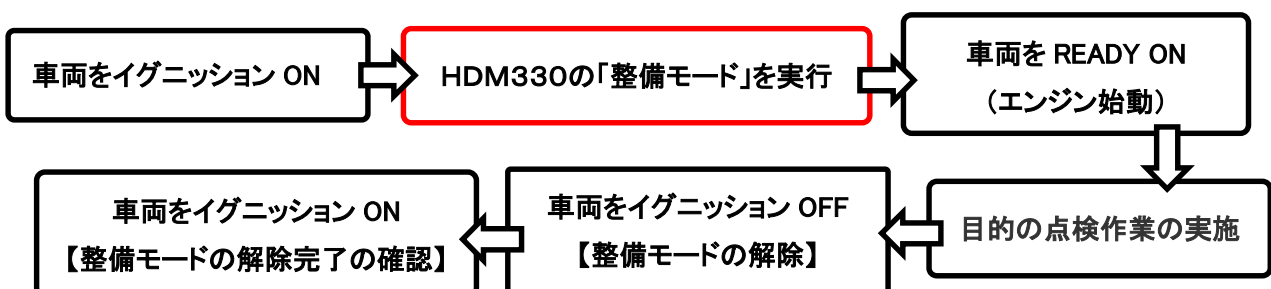 車両をイグニッション ON
HDM330の「整備モード」を実行
車両を READY ON
(エンジン始動)
目的の点検作業の実施
車両をイグニッション OFF
【整備モードの解除】
車両をイグニッション ON
【整備モードの解除完了の確認】